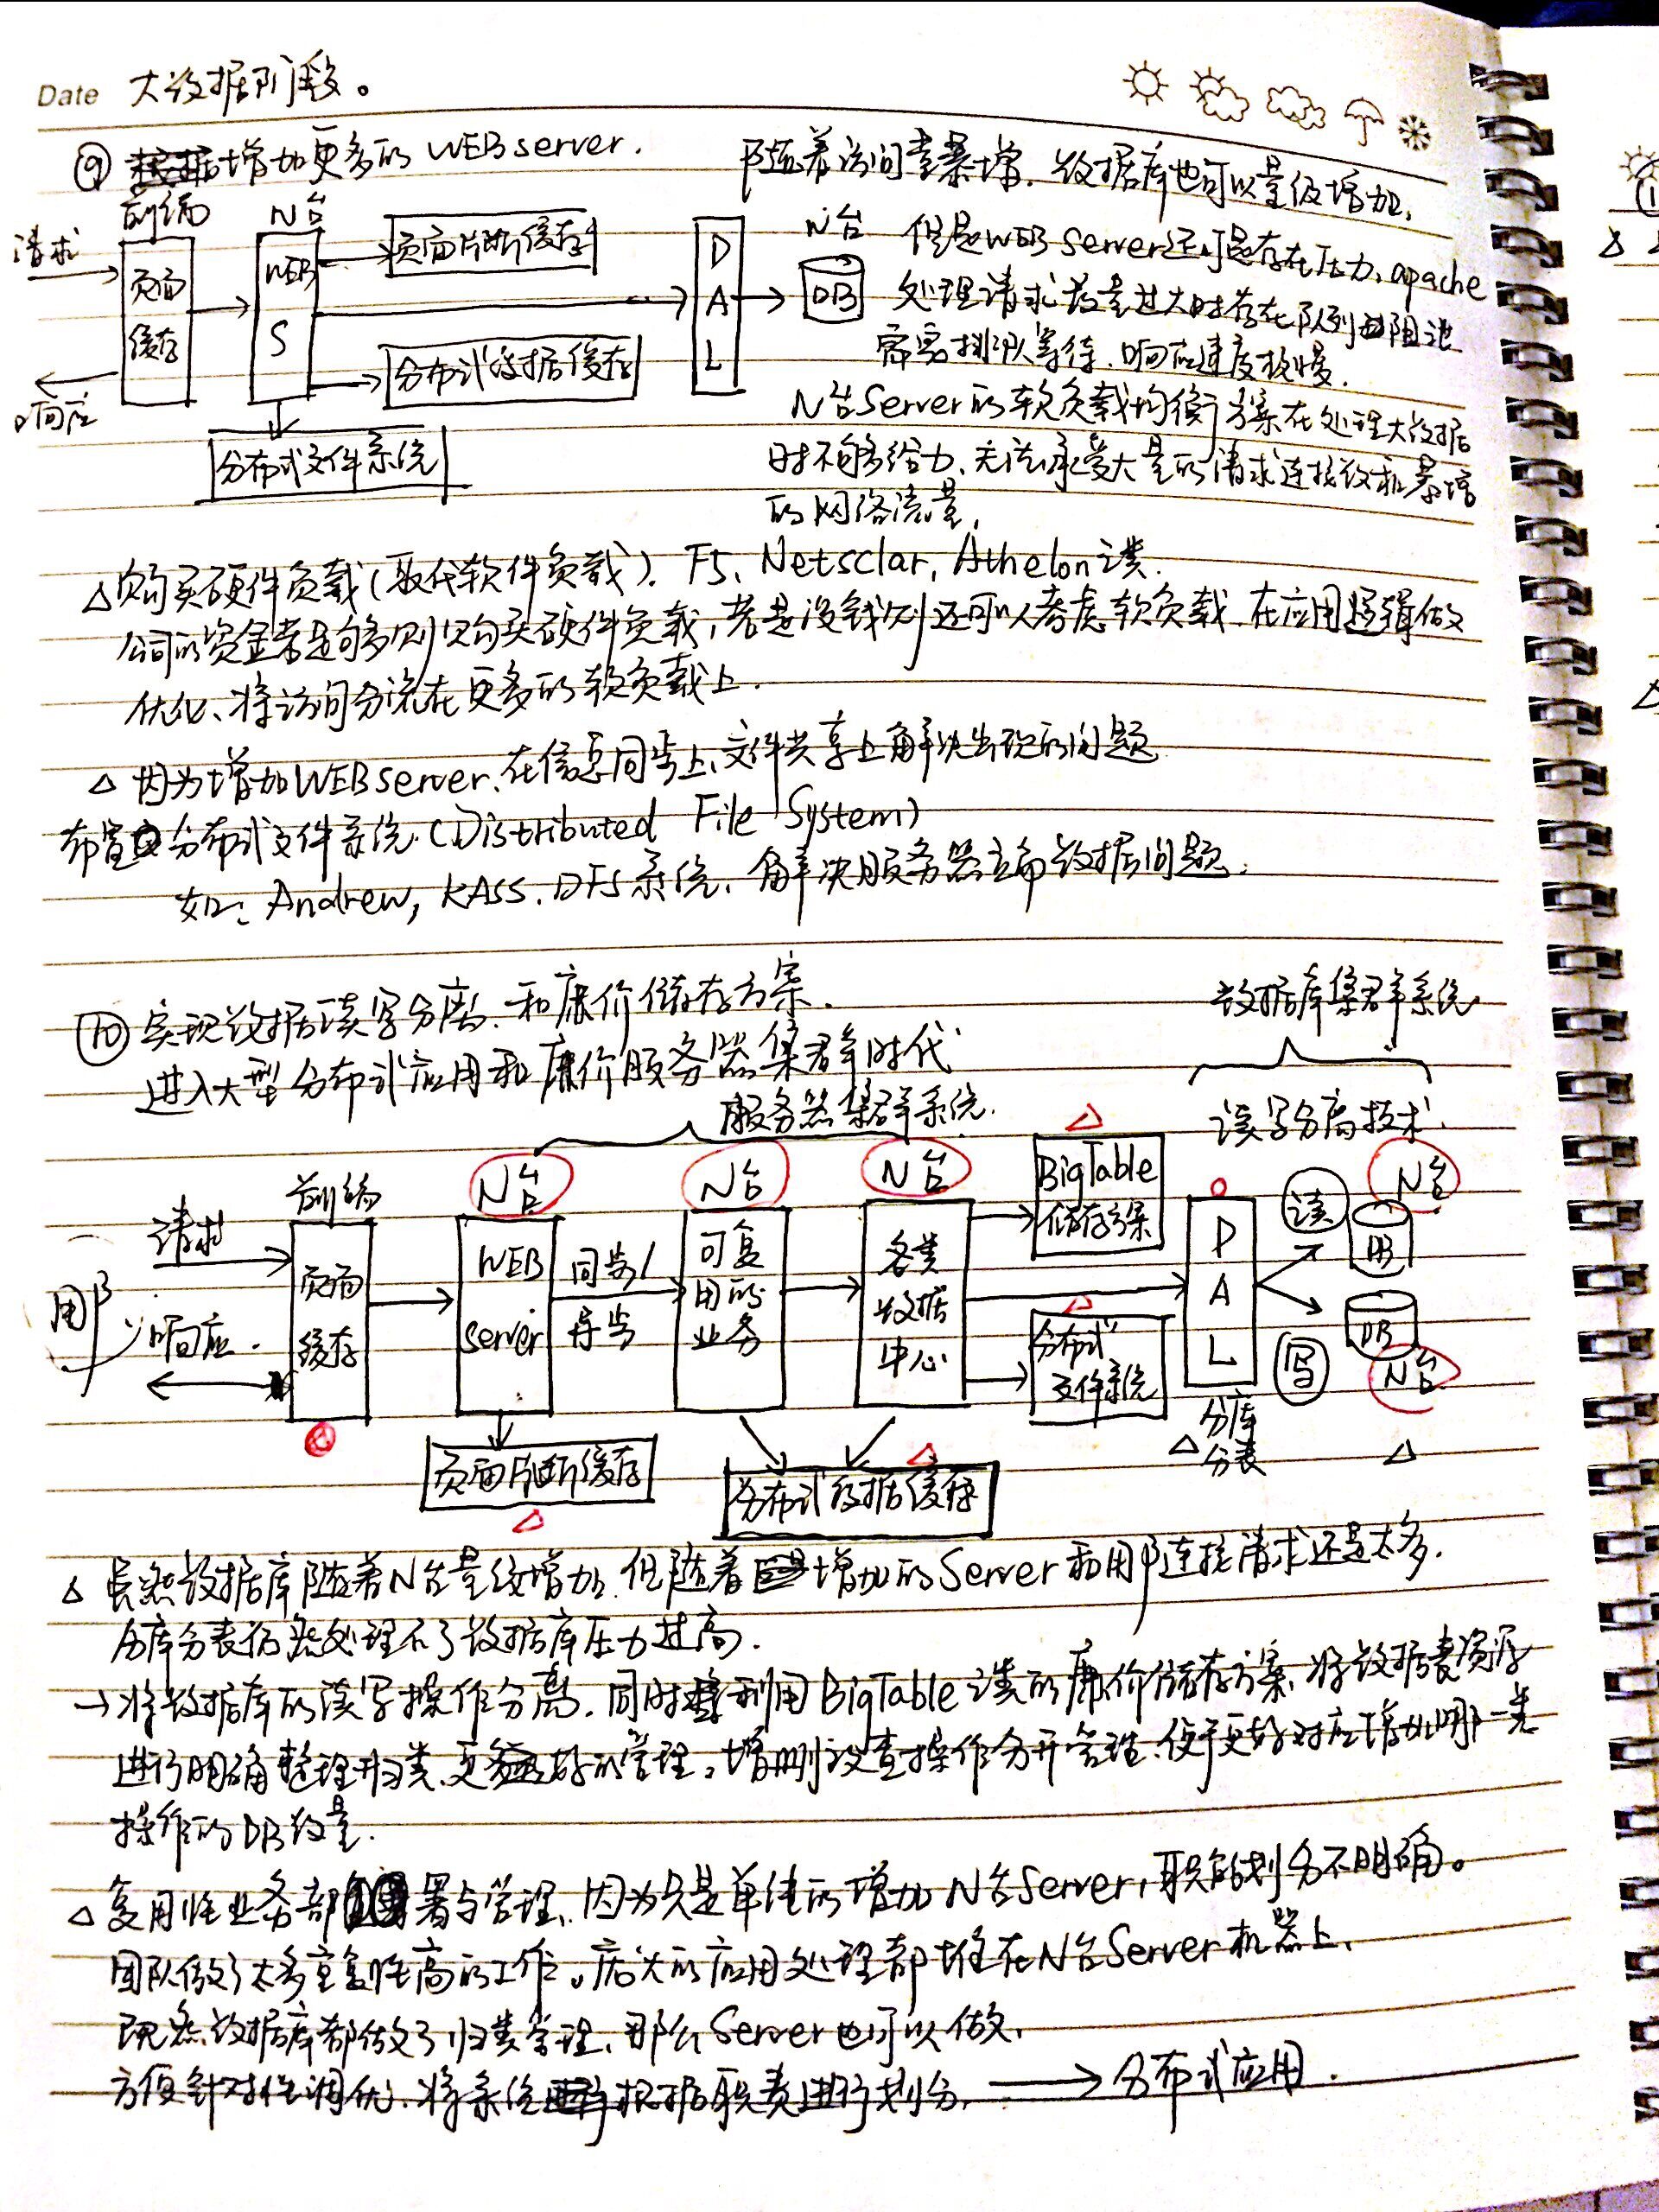 Date 大数据阶段。
⑨ 增加更多的WEB server.
随着访问量暴增.数据库也可以量级增加,
但是WEB Server还可是存在压力,apache
处理请求数量过大时存在队列阻塞
需要排队等待.响应速度极慢.
N台Server的软负载均衡方案在处理大数据
时不够给力、无法承受大量的请求连接数和暴增
的网络流量,
请求
响应
前端
页面
缓存
N台
WEB
S
页面片断缓存
分布式数据缓存
分布式文件系统
D
A
L
N台
DB
△购买硬件负载(取代软件负载). F5、Netsclar, Athelon类.
公司的资金若是够多则购买硬件负载,若是没钱则还可以考虑软负载.在应用逻辑做
优化、将访问分流在更多的软负载上.
△ 因为增加WEB server、在信息同步上、文件共享上解决出现的问题
布置分布式文件系统.(Distributed File System)
如: Andrew, KASS. DFS系统、解决服务器立面数据问题.
⑩ 实现数据读写分离、和廉价储存方案.
进入大型分布式应用和廉价服务器集群时代
服务器集群系统.
数据库集群系统
读写分离技术
用户
请求
响应.
前端
页面
缓存
N台
WEB
server
同步/
异步
N台
可复
用的
业务
N台
各类
数据
中心
BigTable
储存方案
分布式
文件系统
D
A
L
分库
分表
读
写
N台
DB
DB
N台
页面片断缓存
分布式数据缓存
△ 虽然数据库随着N台量级增加.但随着增加的Server和用户连接请求还是太多.
分库分表仍然处理不了数据库压力过高.
→将数据库的读写操作分离.同时利用BigTable类的廉价储存方案.将数据表资源
进行明确整理归类、更好的管理。增删改查操作分开管理.便于更好对应增加哪一类
操作的DB数量.
△ 复用性业务部署与管理、因为只是单纯的增加N台Server,职能划分不明确。
团队做了太多重复性高的工作。庞大的应用处理都堆在N台Server机器上、
既然数据库都做了归类管理、那么Server也可以做、
方便针对性调优、将系统根据职责进行划分. → 分布式应用.